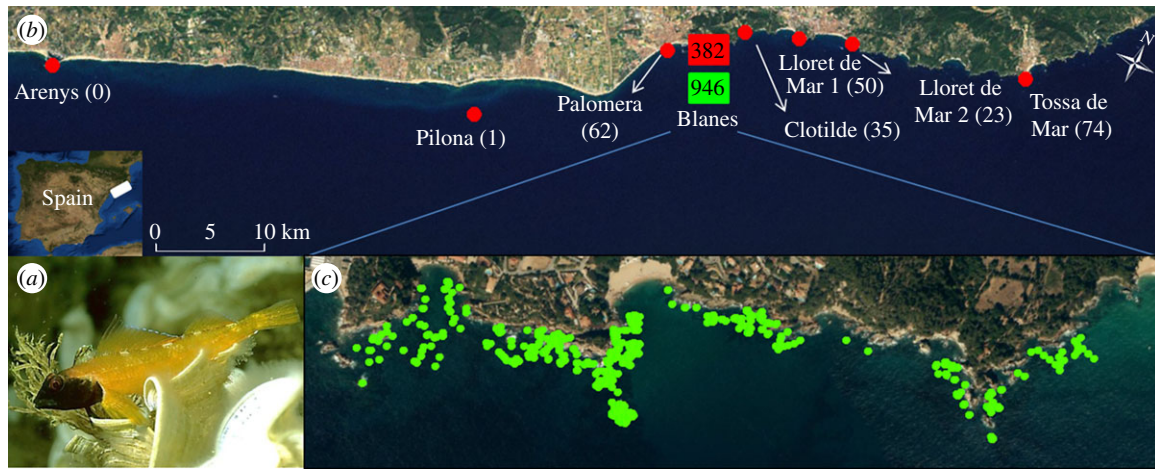 (b)
N
382
946
Blanes
Arenys (0)
Pilona (1)
Palomera
(62)
Lloret de
Mar 1 (50)
Clotilde (35)
Lloret de
Mar 2 (23)
Tossa de
Mar (74)
Spain
0 5 10 km
(a)
(c)